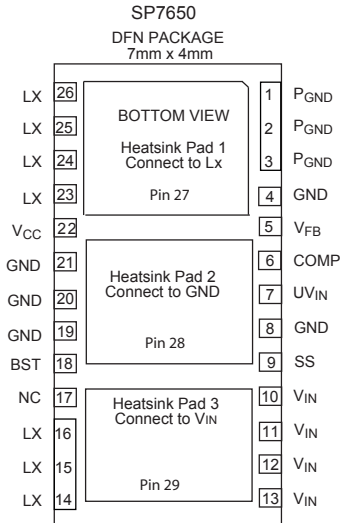 SP7650
DFN PACKAGE
7mm x 4mm
BOTTOM VIEW
Heatsink Pad 1
Connect to Lx
Pin 27
Heatsink Pad 2
Connect to GND
Pin 28
Heatsink Pad 3
Connect to VIN
Pin 29
LX 26
LX 25
LX 24
LX 23
VCC 22
GND 21
GND 20
GND 19
BST 18
NC 17
LX 16
LX 15
LX 14
1 PGND
2 PGND
3 PGND
4 GND
5 VFB
6 COMP
7 UVIN
8 GND
9 SS
10 VIN
11 VIN
12 VIN
13 VIN